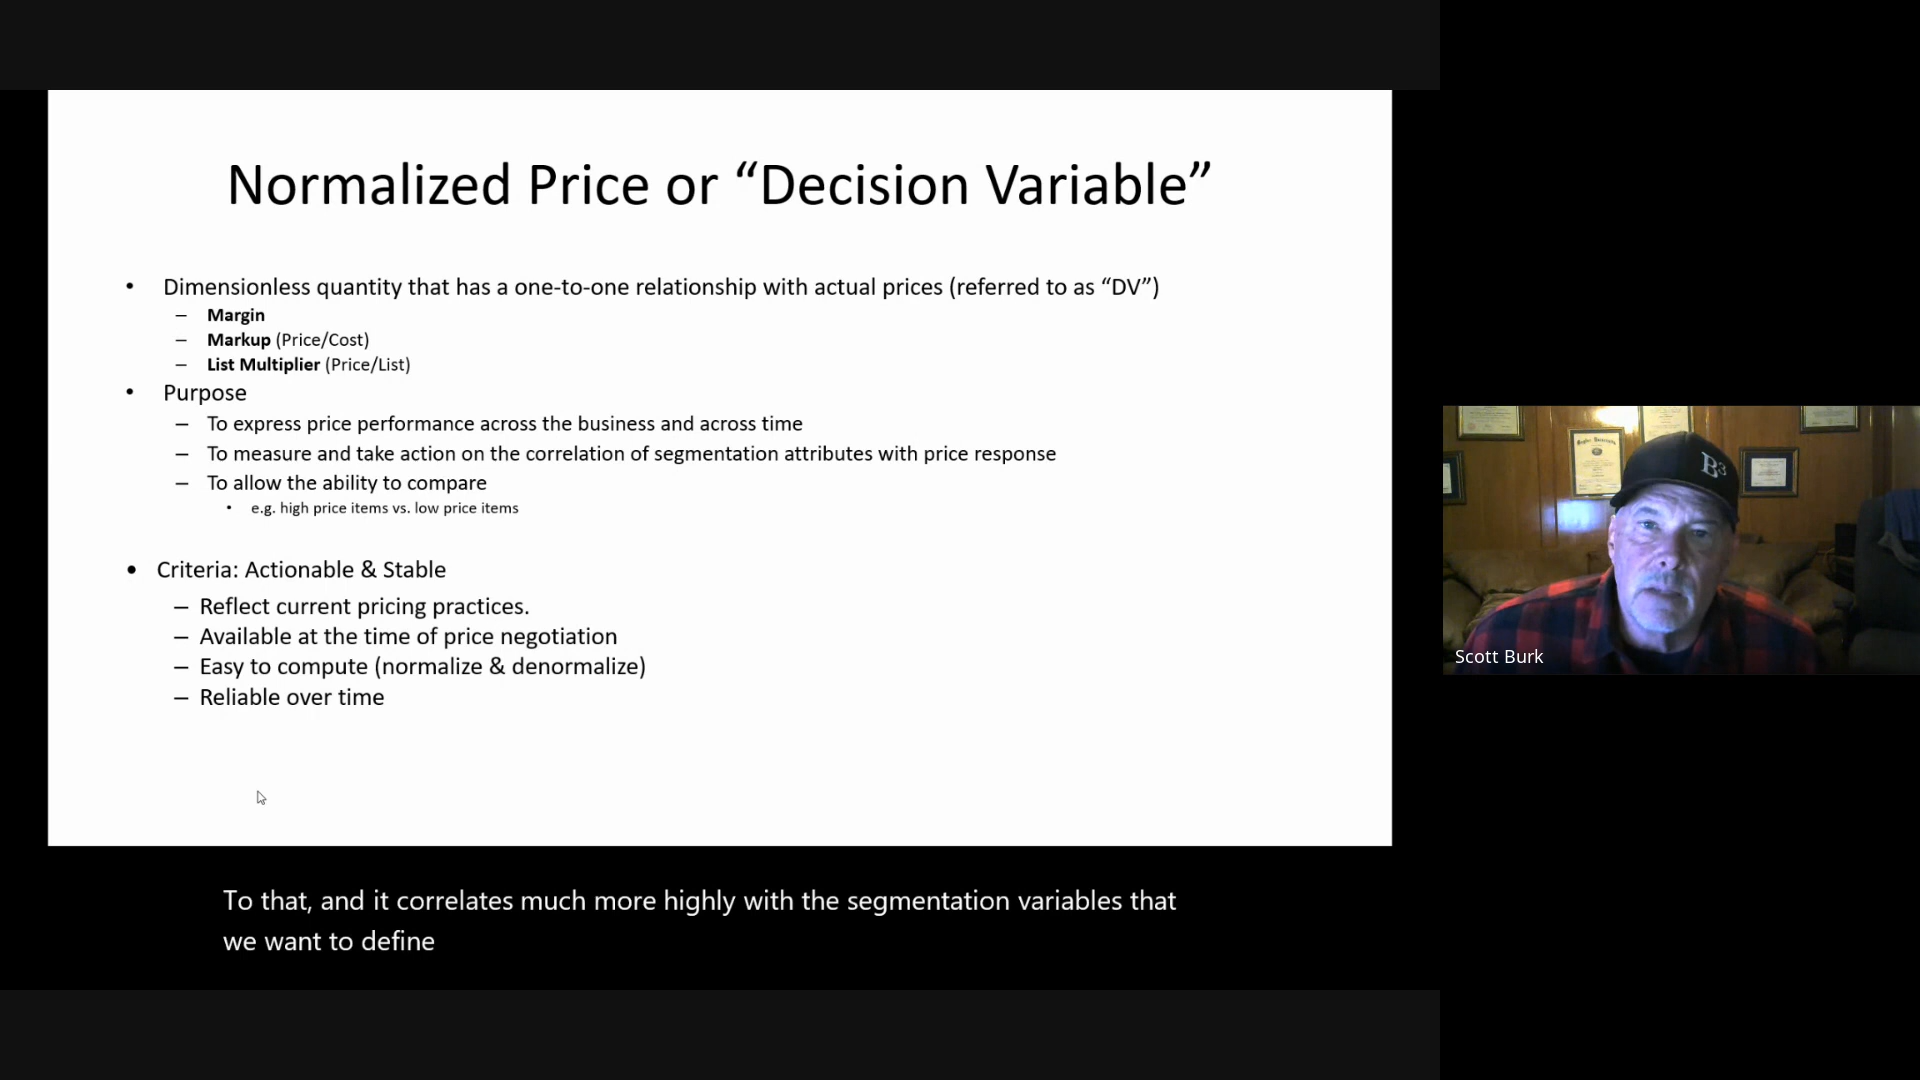 Normalized Price or “Decision Variable”
• Dimensionless quantity that has a one-to-one relationship with actual prices (referred to as “DV”)
– Margin
– Markup (Price/Cost)
– List Multiplier (Price/List)
• Purpose
– To express price performance across the business and across time
– To measure and take action on the correlation of segmentation attributes with price response
– To allow the ability to compare
• e.g. high price items vs. low price items
• Criteria: Actionable & Stable
– Reflect current pricing practices.
– Available at the time of price negotiation
– Easy to compute (normalize & denormalize)
– Reliable over time
B3
Scott Burk
To that, and it correlates much more highly with the segmentation variables that
we want to define